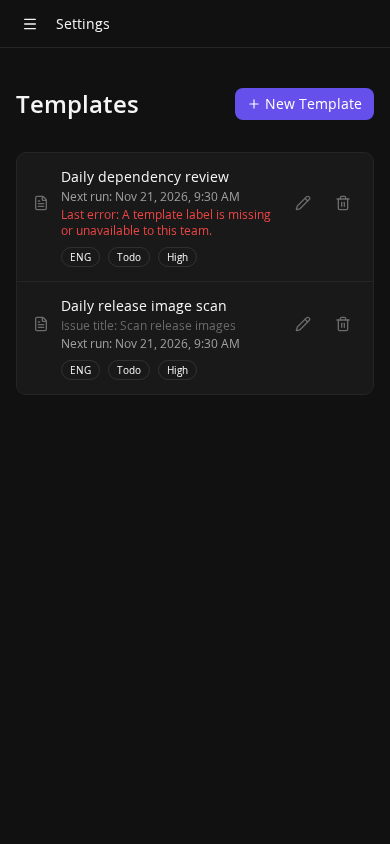 Settings
Templates
New Template
Daily dependency review
Next run: Nov 21, 2026, 9:30 AM
Last error: A template label is missing
or unavailable to this team.
ENG Todo High
Daily release image scan
Issue title: Scan release images
Next run: Nov 21, 2026, 9:30 AM
ENG Todo High